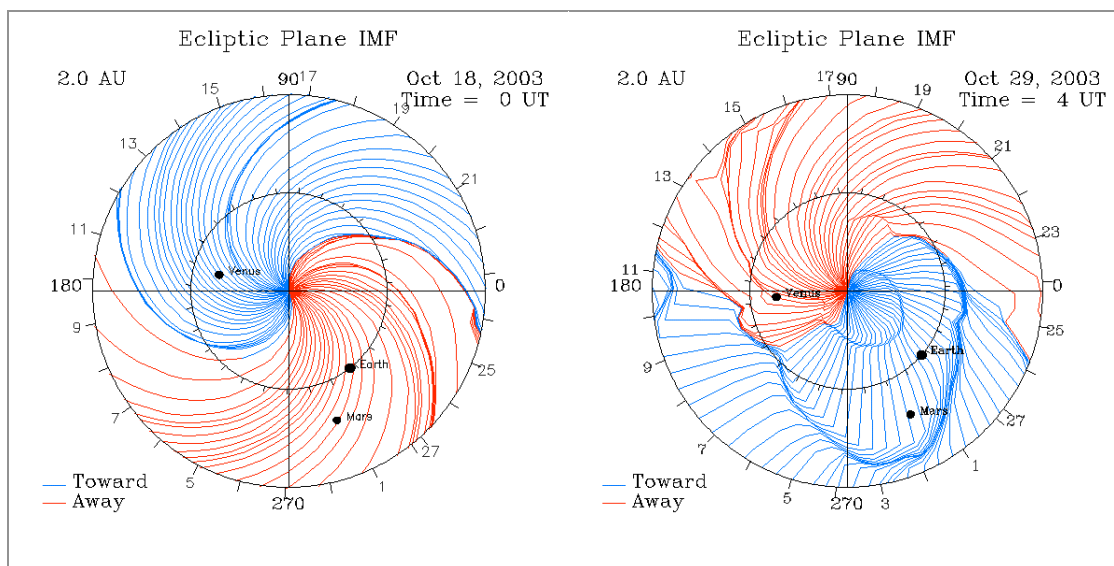 Ecliptic Plane IMF
2.0 AU
Oct 18, 2003
Time = 0 UT
90
17
15
19
13
21
11
180
Venus
0
9
Earth
25
Mars
7
27
5
1
270
Toward
Away
Ecliptic Plane IMF
2.0 AU
Oct 29, 2003
Time = 4 UT
17
90
15
19
21
13
23
11
180
Venus
0
25
Earth
9
Mars
27
7
1
5
3
270
Toward
Away